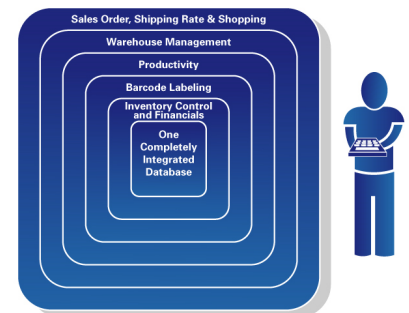 Sales Order, Shipping Rate & Shopping
Warehouse Management
Productivity
Barcode Labeling
Inventory Control
and Financials
One
Completely
Integrated
Database